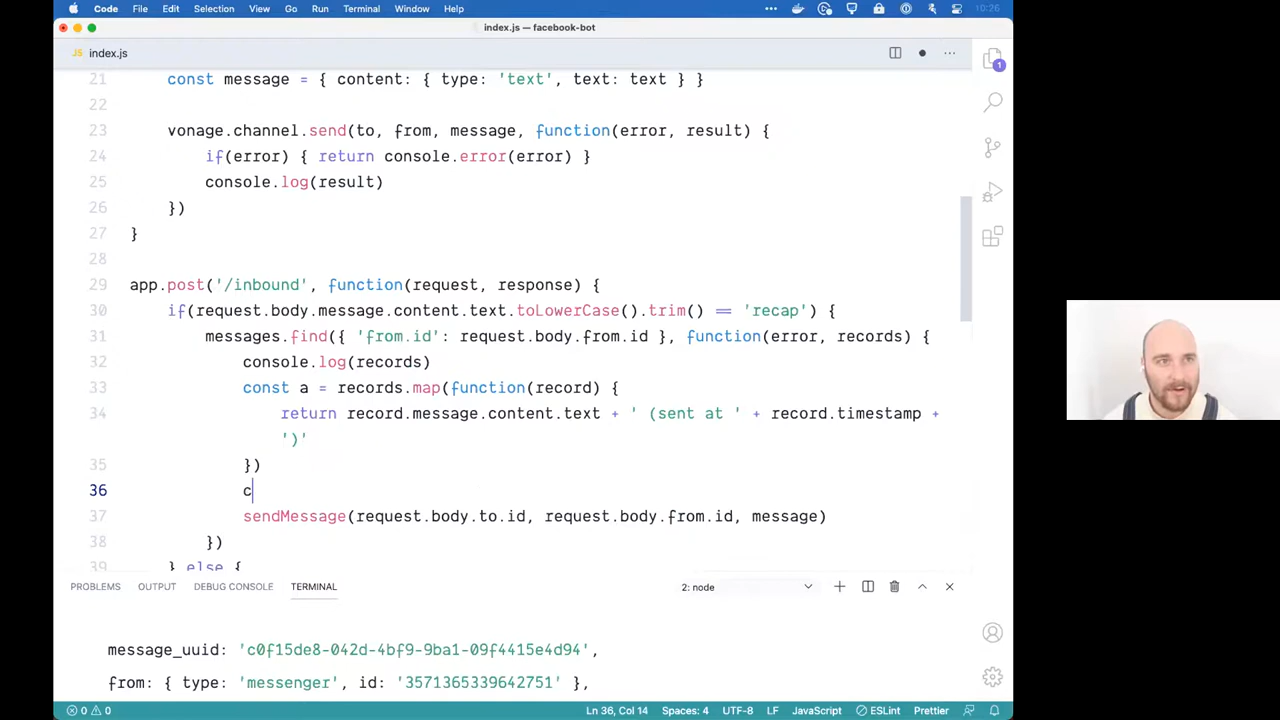 Code File Edit Selection View Go Run Terminal Window Help 10:26
index.js — facebook-bot
JS index.js
21 const message = { content: { type: 'text', text: text } }
22
23 vonage.channel.send(to, from, message, function(error, result) {
24 if(error) { return console.error(error) }
25 console.log(result)
26 })
27 }
28
29 app.post('/inbound', function(request, response) {
30 if(request.body.message.content.text.toLowerCase().trim() == 'recap') {
31 messages.find({ 'from.id': request.body.from.id }, function(error, records) {
32 console.log(records)
33 const a = records.map(function(record) {
34 return record.message.content.text + ' (sent at ' + record.timestamp +
')'
35 })
36 c
37 sendMessage(request.body.to.id, request.body.from.id, message)
38 })
39 } else {
1
PROBLEMS OUTPUT DEBUG CONSOLE TERMINAL 2: node
message_uuid: 'c0f15de8-042d-4bf9-9ba1-09f4415e4d94',
from: { type: 'messenger', id: '3571365339642751' },
0 0 Ln 36, Col 14 Spaces: 4 UTF-8 LF JavaScript ESLint Prettier